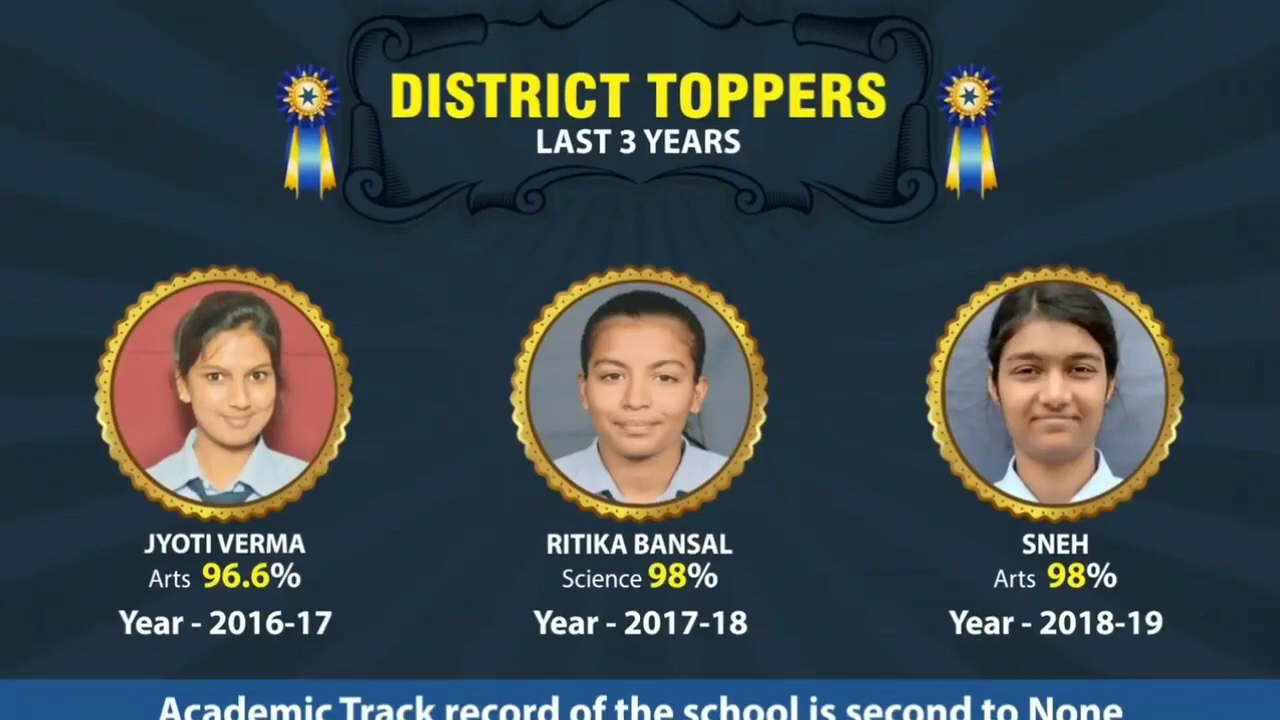 DISTRICT TOPPERS
LAST 3 YEARS
JYOTI VERMA
Arts 96.6%
Year - 2016-17
RITIKA BANSAL
Science 98%
Year - 2017-18
SNEH
Arts 98%
Year - 2018-19
Academic Track record of the school is second to None